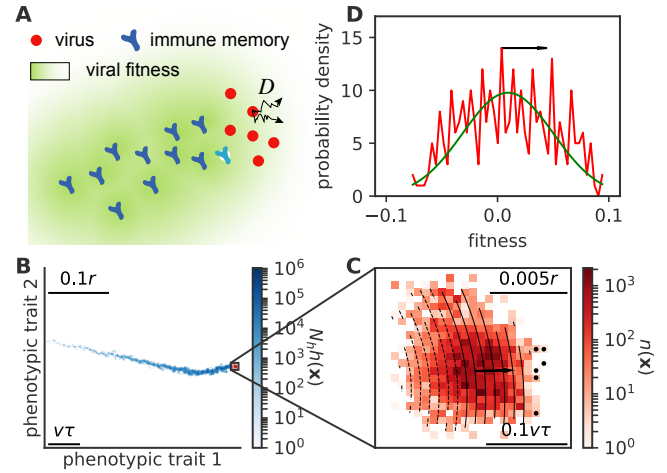 A
virus
immune memory
viral fitness
D
D
probability density
15
10
5
0
−0.1
0.0
0.1
fitness
B
0.1r
phenotypic trait 2
vτ
phenotypic trait 1
10^6
10^5
10^4
10^3
10^2
10^1
10^0
N_h h(x)
C
0.005r
0.1vτ
10^3
10^2
10^1
10^0
n(x)